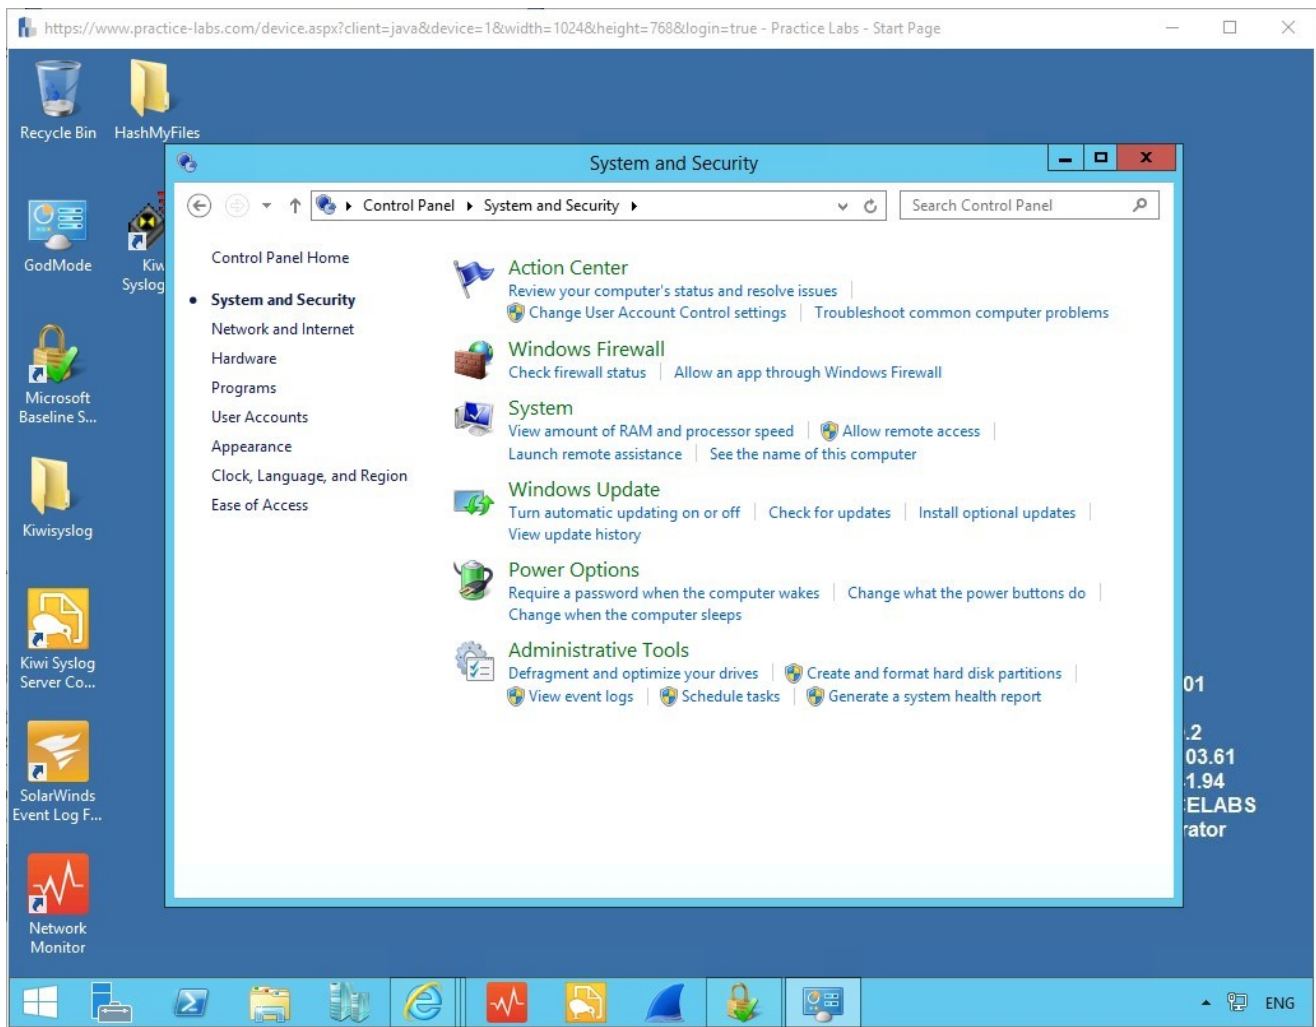 https://www.practice-labs.com/device.aspx?client=java&device=1&width=1024&height=768&login=true - Practice Labs - Start Page
Recycle Bin
HashMyFiles
System and Security
Control Panel
System and Security
Search Control Panel
GodMode
Kiw
Syslog
Control Panel Home
System and Security
Network and Internet
Hardware
Programs
User Accounts
Appearance
Clock, Language, and Region
Ease of Access
Action Center
Review your computer's status and resolve issues
Change User Account Control settings
Troubleshoot common computer problems
Windows Firewall
Check firewall status
Allow an app through Windows Firewall
System
View amount of RAM and processor speed
Allow remote access
Launch remote assistance
See the name of this computer
Windows Update
Turn automatic updating on or off
Check for updates
Install optional updates
View update history
Power Options
Require a password when the computer wakes
Change what the power buttons do
Change when the computer sleeps
Administrative Tools
Defragment and optimize your drives
Create and format hard disk partitions
View event logs
Schedule tasks
Generate a system health report
Microsoft
Baseline S...
Kiwisyslog
Kiwi Syslog
Server Co...
SolarWinds
Event Log F...
Network
Monitor
01
.2
03.61
1.94
ELABS
rator
ENG